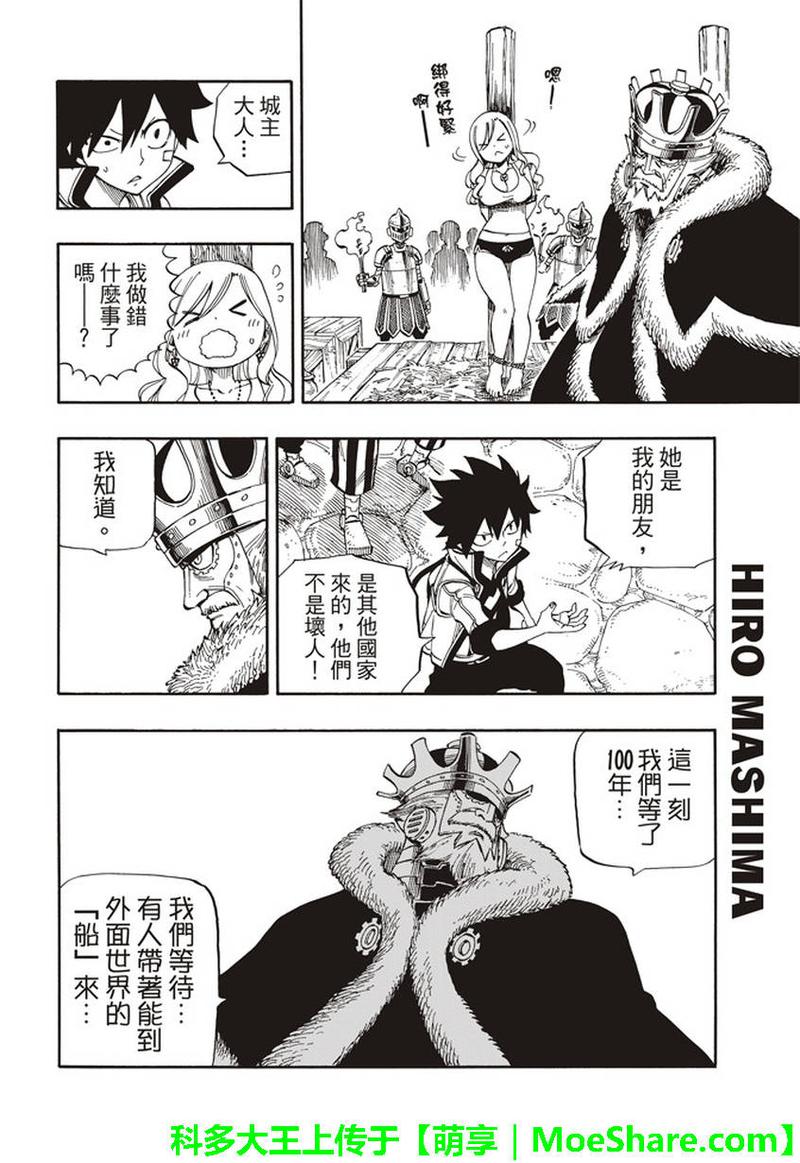 嗯—!
綁得好緊
啊——
城主
大人…
我做錯
什麼事了
嗎——？
她是
我的朋友，
是其他國家
來的，他們
不是壞人！
我知道。
這一刻
我們等了
100年…
我們等待…
有人帶著能到
外面世界的
「船」來…
HIRO MASHIMA
科多大王上传于【萌享｜MoeShare.com】